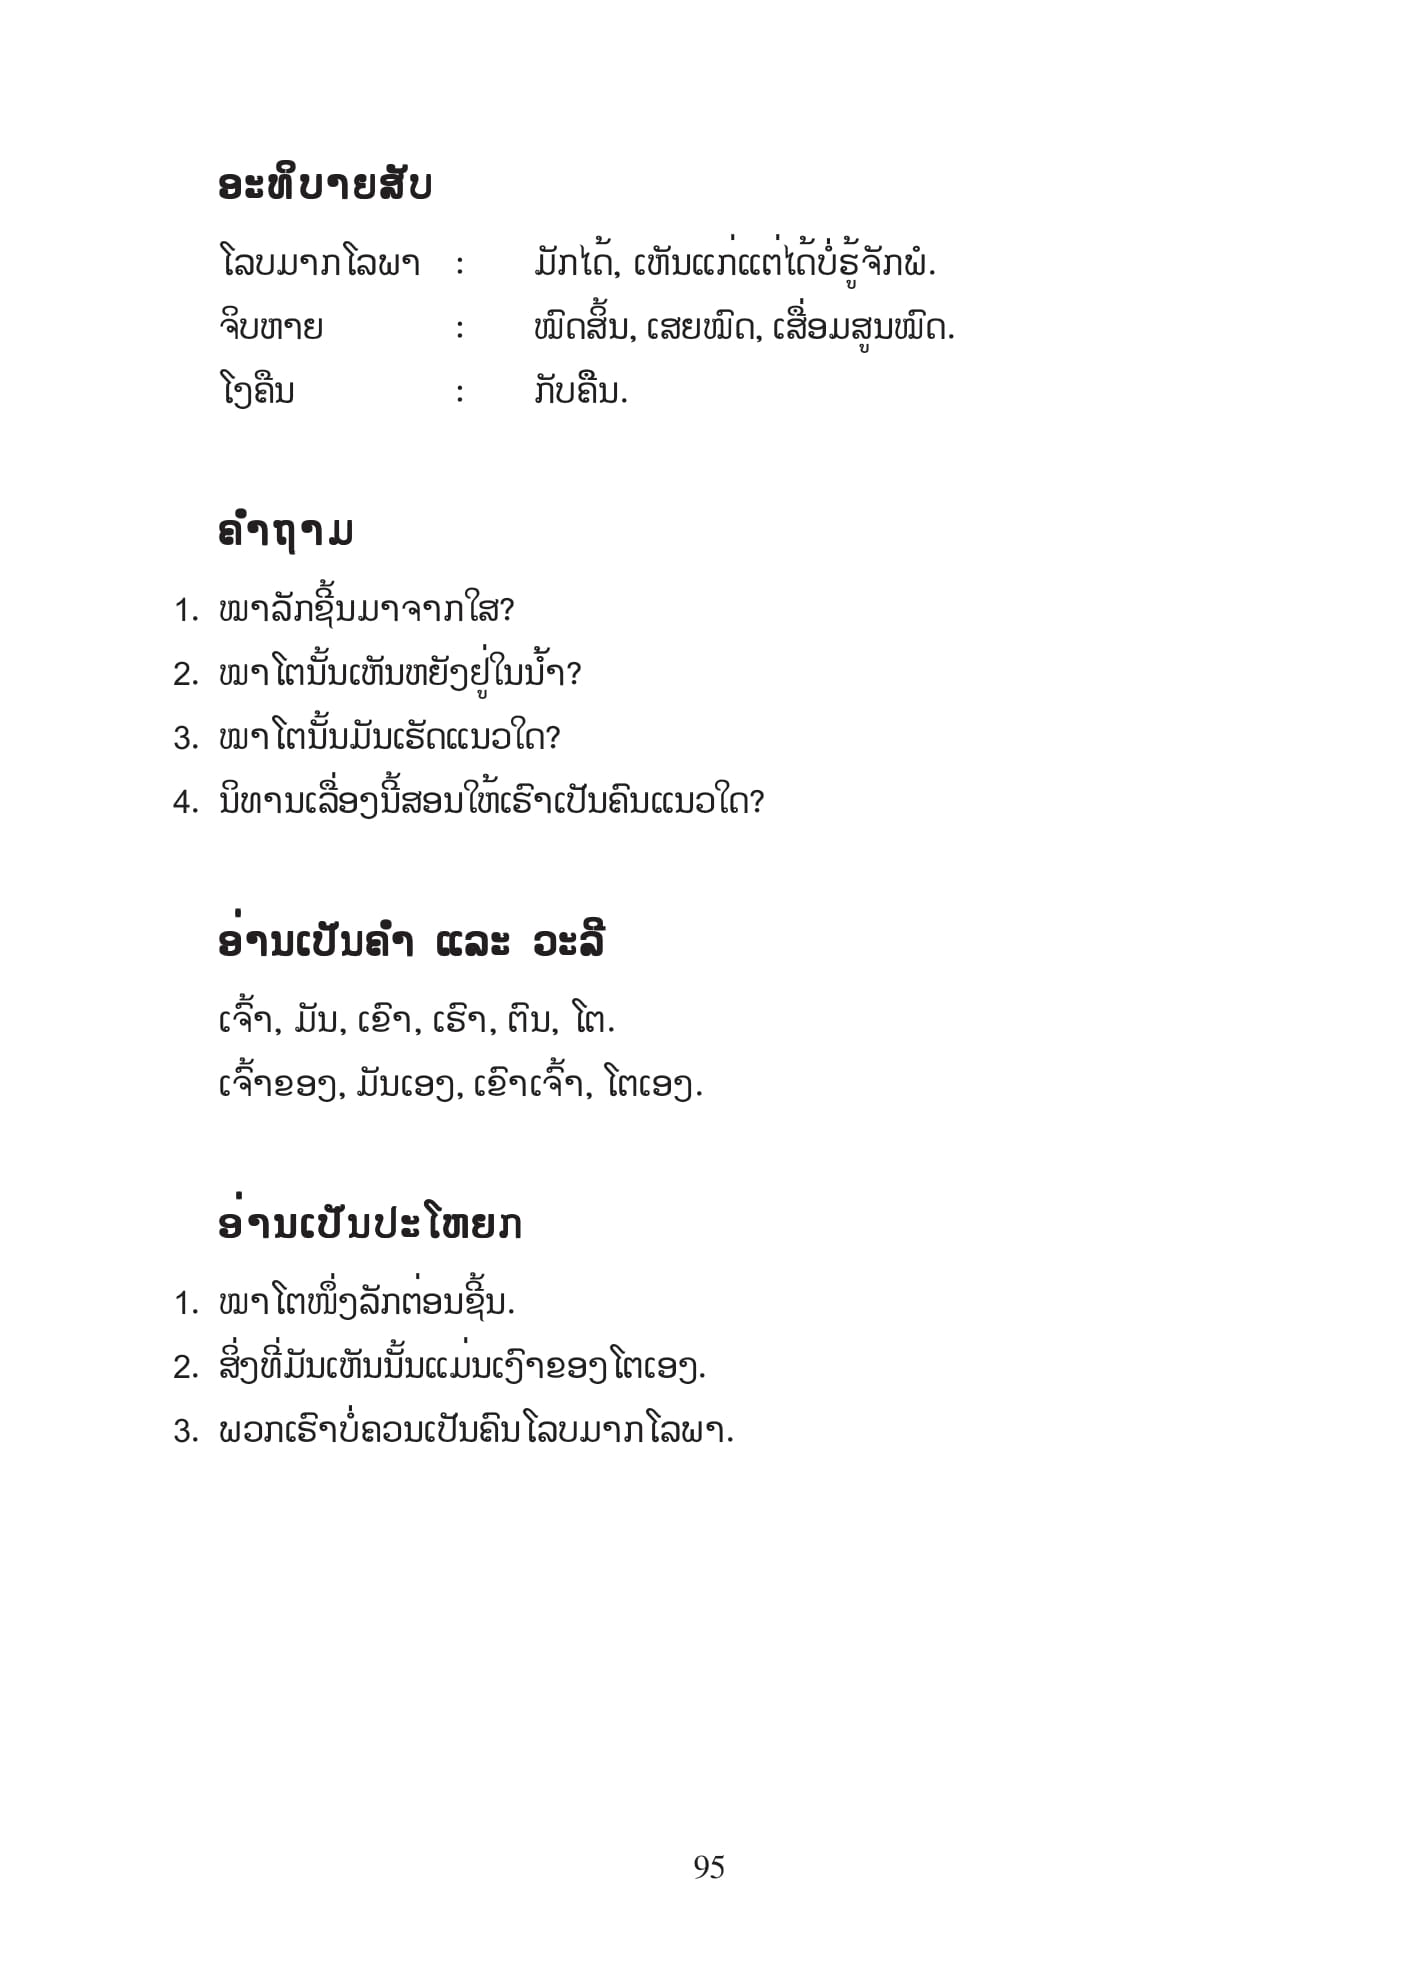 ອະທິບາຍສັບ
ໂລບມາກໂລພາ : ມັກໄດ້, ເຫັນແກ່ແຕ່ໄດ້ບໍ່ຮູ້ຈັກພໍ.
ຈິບຫາຍ : ໝົດສິ້ນ, ເສຍໝົດ, ເສື່ອມສູນໝົດ.
ໂງຄືນ : ກັບຄືນ.
ຄໍາຖາມ
1. ໝາລັກຊີ້ນມາຈາກໃສ?
2. ໝາໂຕນັ້ນເຫັນຫຍັງຢູ່ໃນນໍ້າ?
3. ໝາໂຕນັ້ນມັນເຮັດແນວໃດ?
4. ນິທານເລື່ອງນີ້ສອນໃຫ້ເຮົາເປັນຄົນແນວໃດ?
ອ່ານເປັນຄໍາ ແລະ ວະລີ
ເຈົ້າ, ມັນ, ເຂົາ, ເຮົາ, ຕົນ, ໂຕ.
ເຈົ້າຂອງ, ມັນເອງ, ເຂົາເຈົ້າ, ໂຕເອງ.
ອ່ານເປັນປະໂຫຍກ
1. ໝາໂຕໜຶ່ງລັກຕ່ອນຊີ້ນ.
2. ສິ່ງທີ່ມັນເຫັນນັ້ນແມ່ນເງົາຂອງໂຕເອງ.
3. ພວກເຮົາບໍ່ຄວນເປັນຄົນໂລບມາກໂລພາ.
95